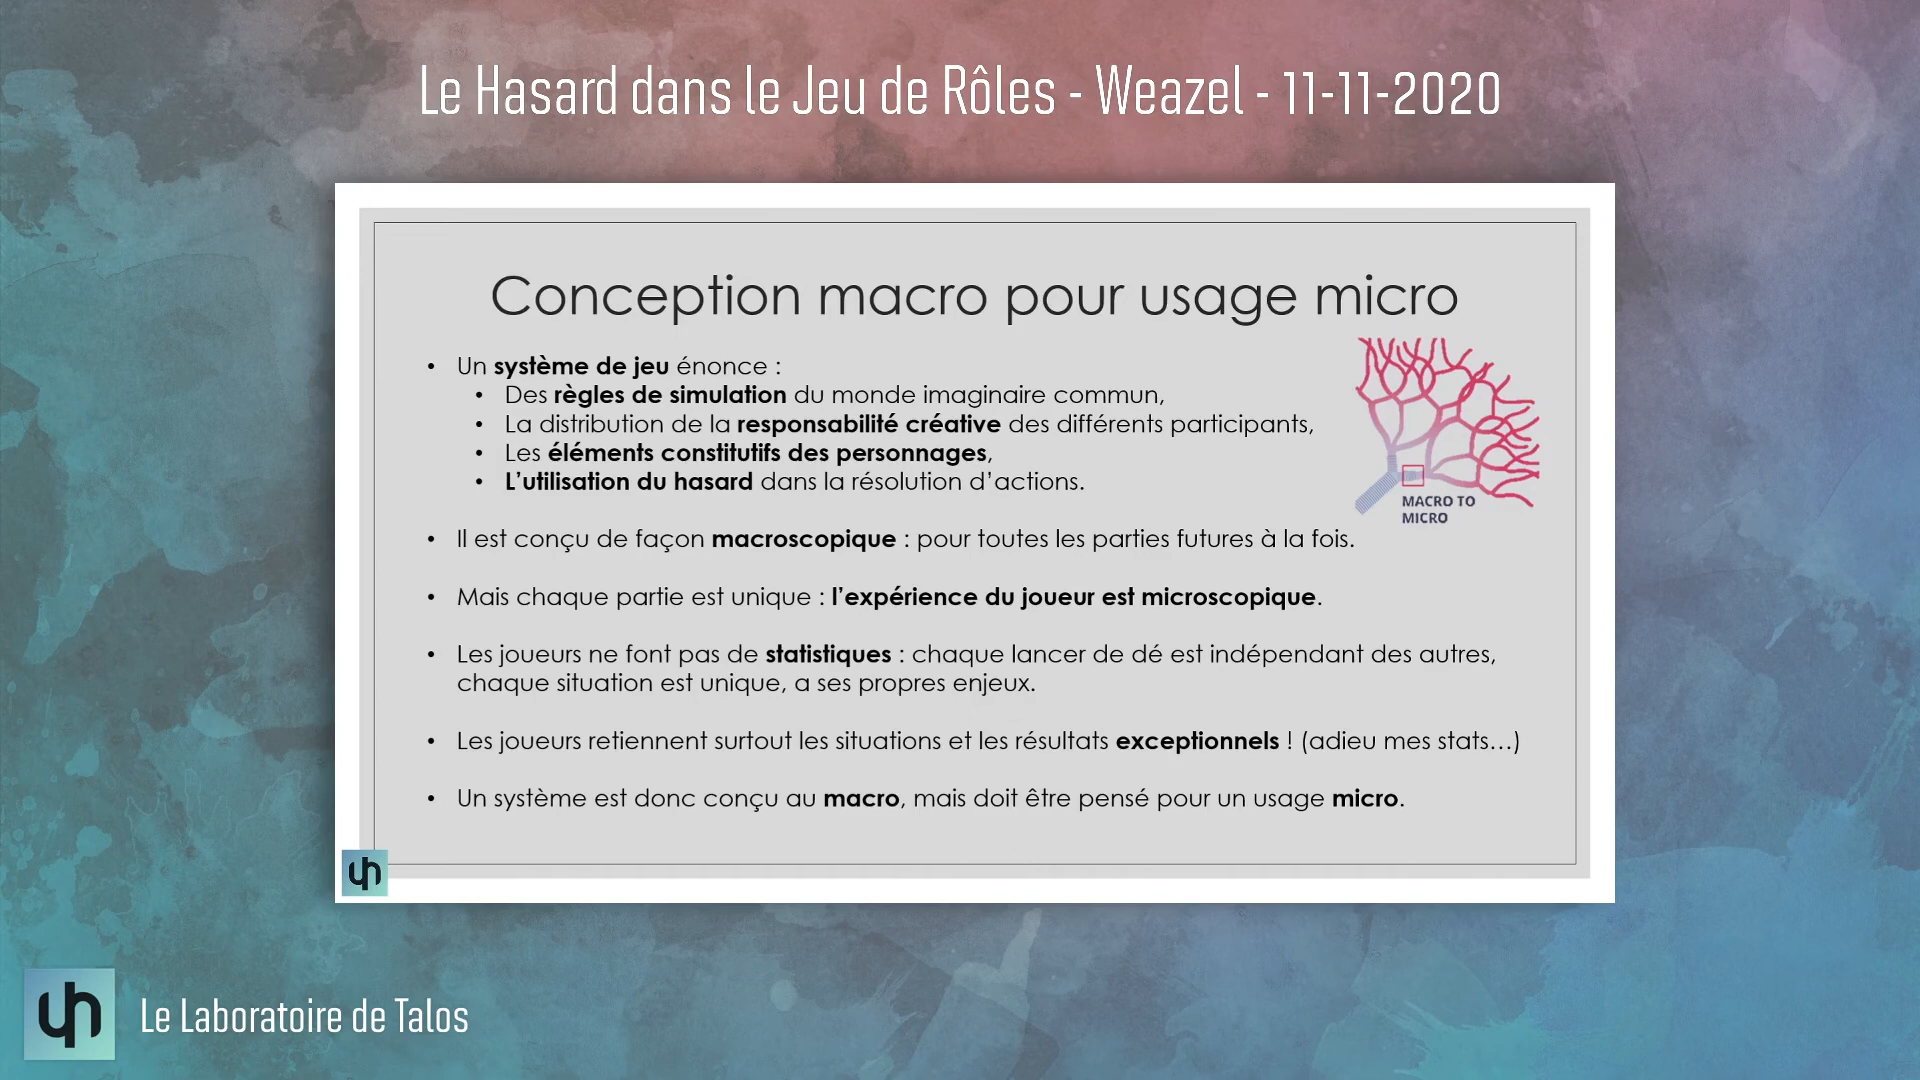 Le Hasard dans le Jeu de Rôles - Weazel - 11-11-2020
Conception macro pour usage micro
• Un système de jeu énonce :
• Des règles de simulation du monde imaginaire commun,
• La distribution de la responsabilité créative des différents participants,
• Les éléments constitutifs des personnages,
• L’utilisation du hasard dans la résolution d’actions.
MACRO TO
MICRO
• Il est conçu de façon macroscopique : pour toutes les parties futures à la fois.
• Mais chaque partie est unique : l’expérience du joueur est microscopique.
• Les joueurs ne font pas de statistiques : chaque lancer de dé est indépendant des autres,
chaque situation est unique, a ses propres enjeux.
• Les joueurs retiennent surtout les situations et les résultats exceptionnels ! (adieu mes stats…)
• Un système est donc conçu au macro, mais doit être pensé pour un usage micro.
Le Laboratoire de Talos